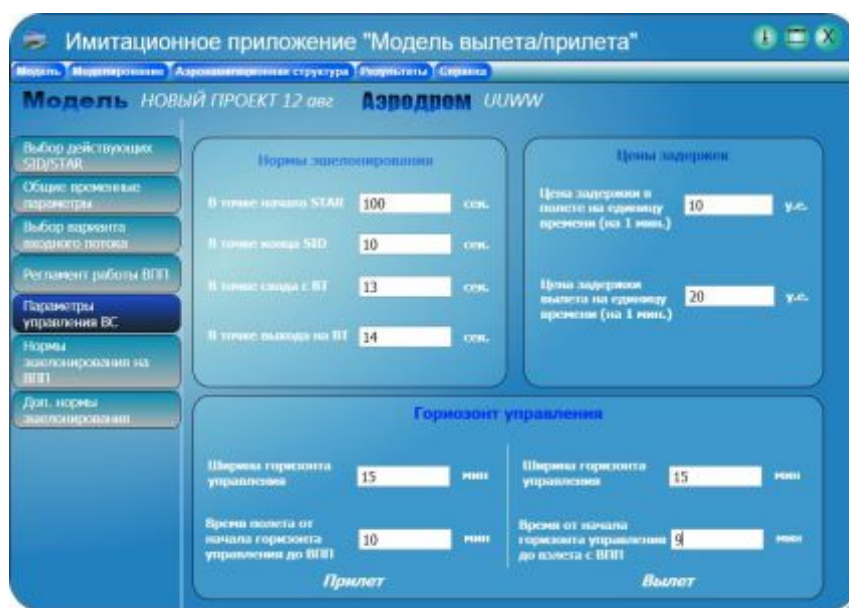 Имитационное приложение "Модель вылета/прилета"
Модель Моделирование Аэронавигационная структура Результаты Справка
Модель НОВЫЙ ПРОЕКТ 12 авг Аэродром UUWW
Выбор действующих
SID/STAR
Общие временные
параметры
Выбор варианта
входного потока
Регламент работы ВПП
Параметры
управления ВС
Нормы
эшелонирования на
ВПП
Доп. нормы
эшелонирования
Нормы эшелонирования
В точке начала STAR 100 сек.
В точке конца SID 10 сек.
В точке схода с ВТ 13 сек.
В точке выхода на ВТ 14 сек.
Цены задержек
Цена задержки в
полете на единицу
времени (на 1 мин.) 10 у.е.
Цена задержки
вылета на единицу
времени (на 1 мин.) 20 у.е.
Горизонт управления
Ширина горизонта
управления 15 мин
Время полета от
начала горизонта
управления до ВПП 10 мин
Прилет
Ширина горизонта
управления 15 мин
Время от начала
горизонта управления
до взлета с ВПП 9 мин
Вылет